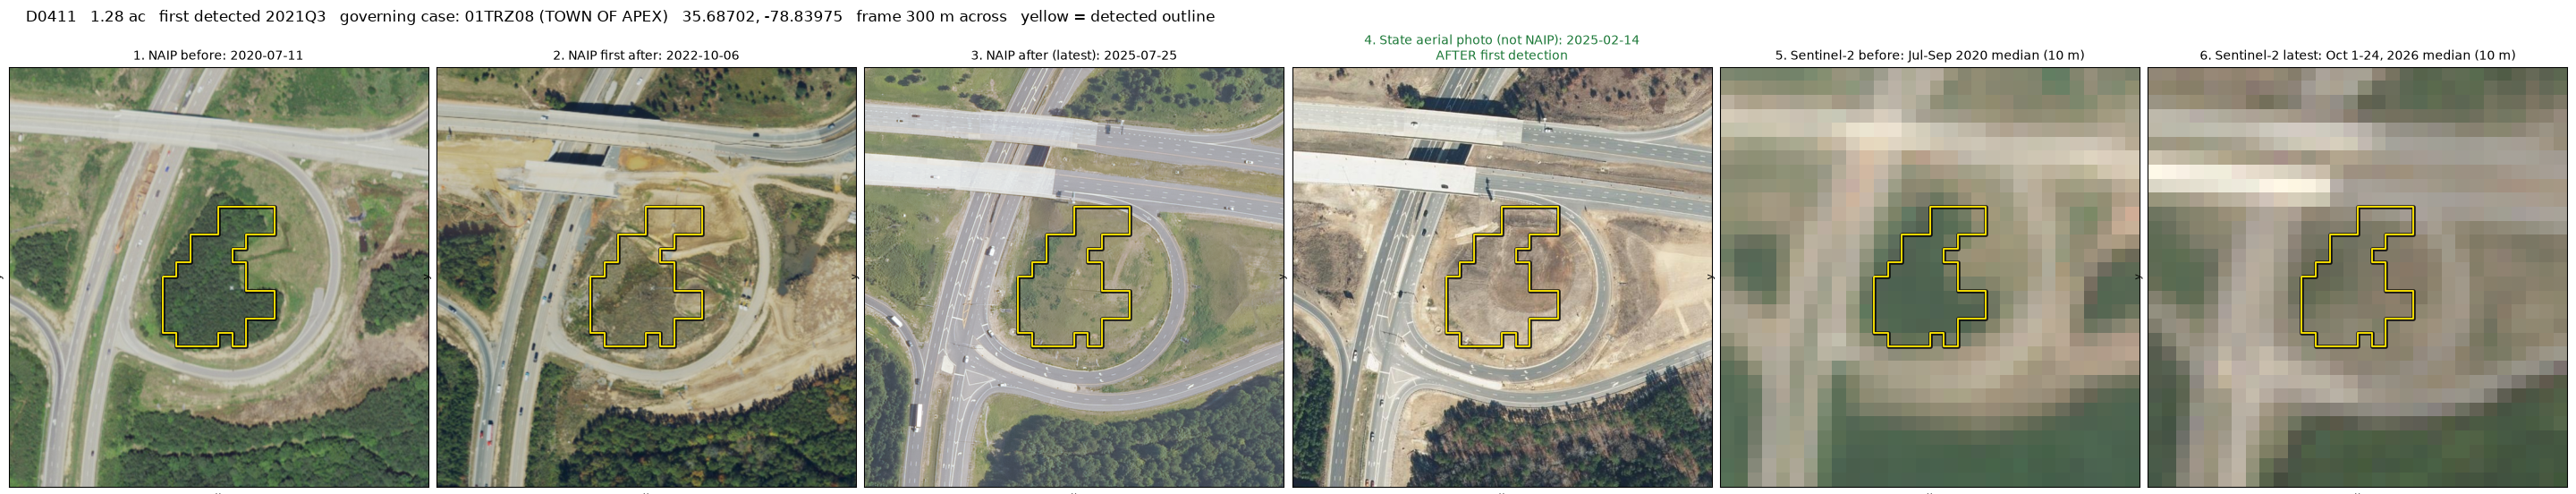 D0411 1.28 ac first detected 2021Q3 governing case: 01TRZ08 (TOWN OF APEX) 35.68702, -78.83975 frame 300 m across yellow = detected outline
1. NAIP before: 2020-07-11
2. NAIP first after: 2022-10-06
3. NAIP after (latest): 2025-07-25
4. State aerial photo (not NAIP): 2025-02-14
AFTER first detection
5. Sentinel-2 before: Jul-Sep 2020 median (10 m)
6. Sentinel-2 latest: Oct 1-24, 2026 median (10 m)